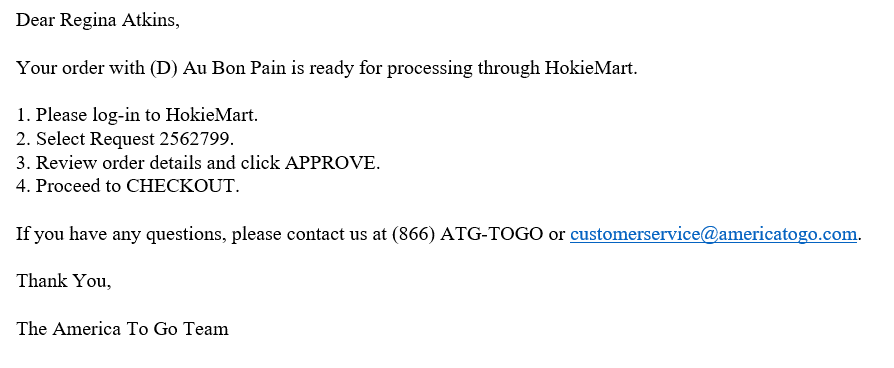 Dear Regina Atkins,
Your order with (D) Au Bon Pain is ready for processing through HokieMart.
1. Please log-in to HokieMart.
2. Select Request 2562799.
3. Review order details and click APPROVE.
4. Proceed to CHECKOUT.
If you have any questions, please contact us at (866) ATG-TOGO or customerservice@americatogo.com.
Thank You,
The America To Go Team